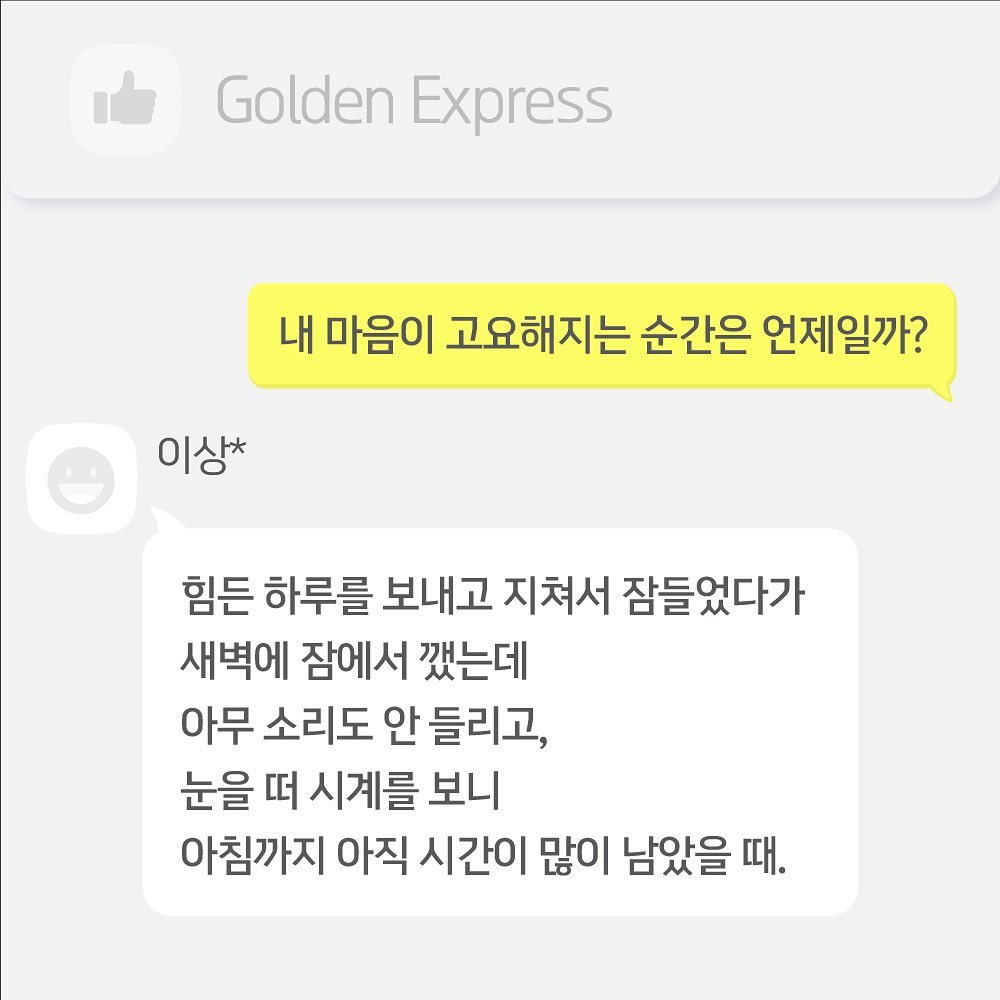 Golden Express
내 마음이 고요해지는 순간은 언제일까?
이상*
힘든 하루를 보내고 지쳐서 잠들었다가
새벽에 잠에서 깼는데
아무 소리도 안 들리고,
눈을 떠 시계를 보니
아침까지 아직 시간이 많이 남았을 때.